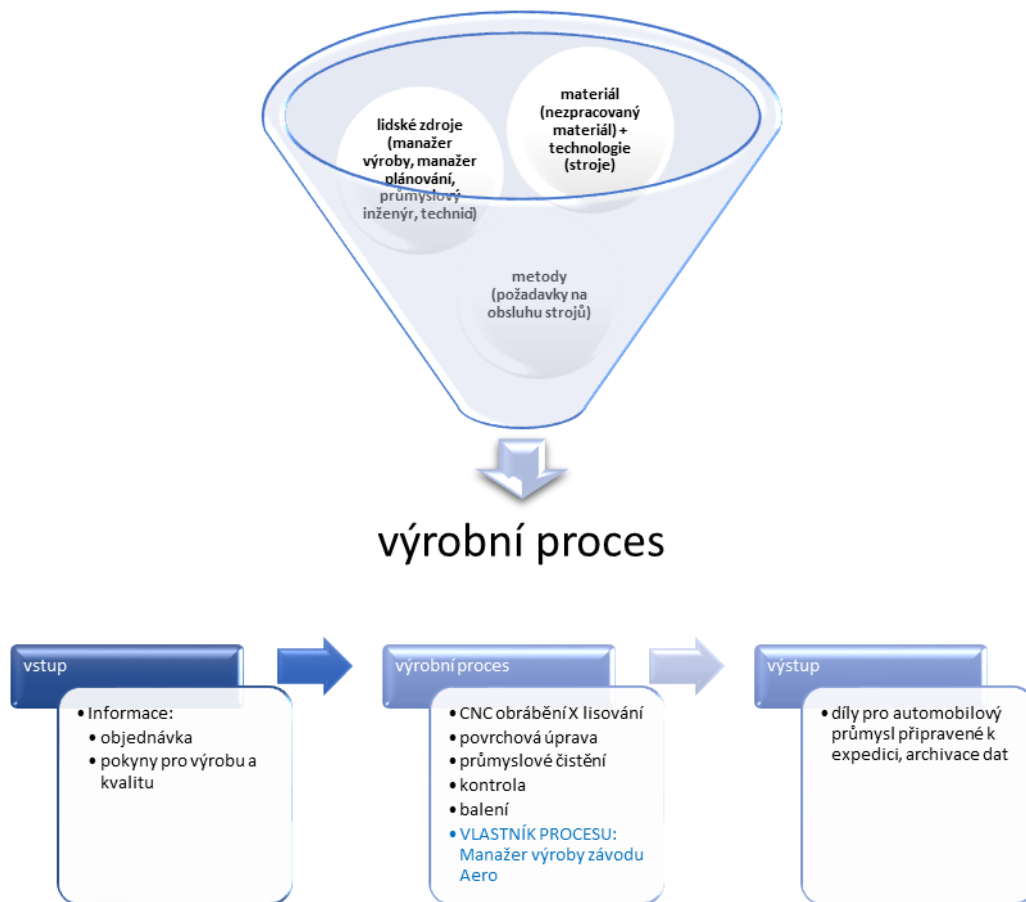 lidské zdroje
(manažer
výroby, manažer
plánování,
průmyslový
inženýr, technici)
materiál
(nezpracovaný
materiál) +
technologie
(stroje)
metody
(požadavky na
obsluhu strojů)
výrobní proces
vstup
• Informace:
• objednávka
• pokyny pro výrobu a
kvalitu
výrobní proces
• CNC obrábění X lisování
• povrchová úprava
• průmyslové čistění
• kontrola
• balení
• VLASTNÍK PROCESU:
Manažer výroby závodu
Aero
výstup
• díly pro automobilový
průmysl připravené k
expedici, archivace dat